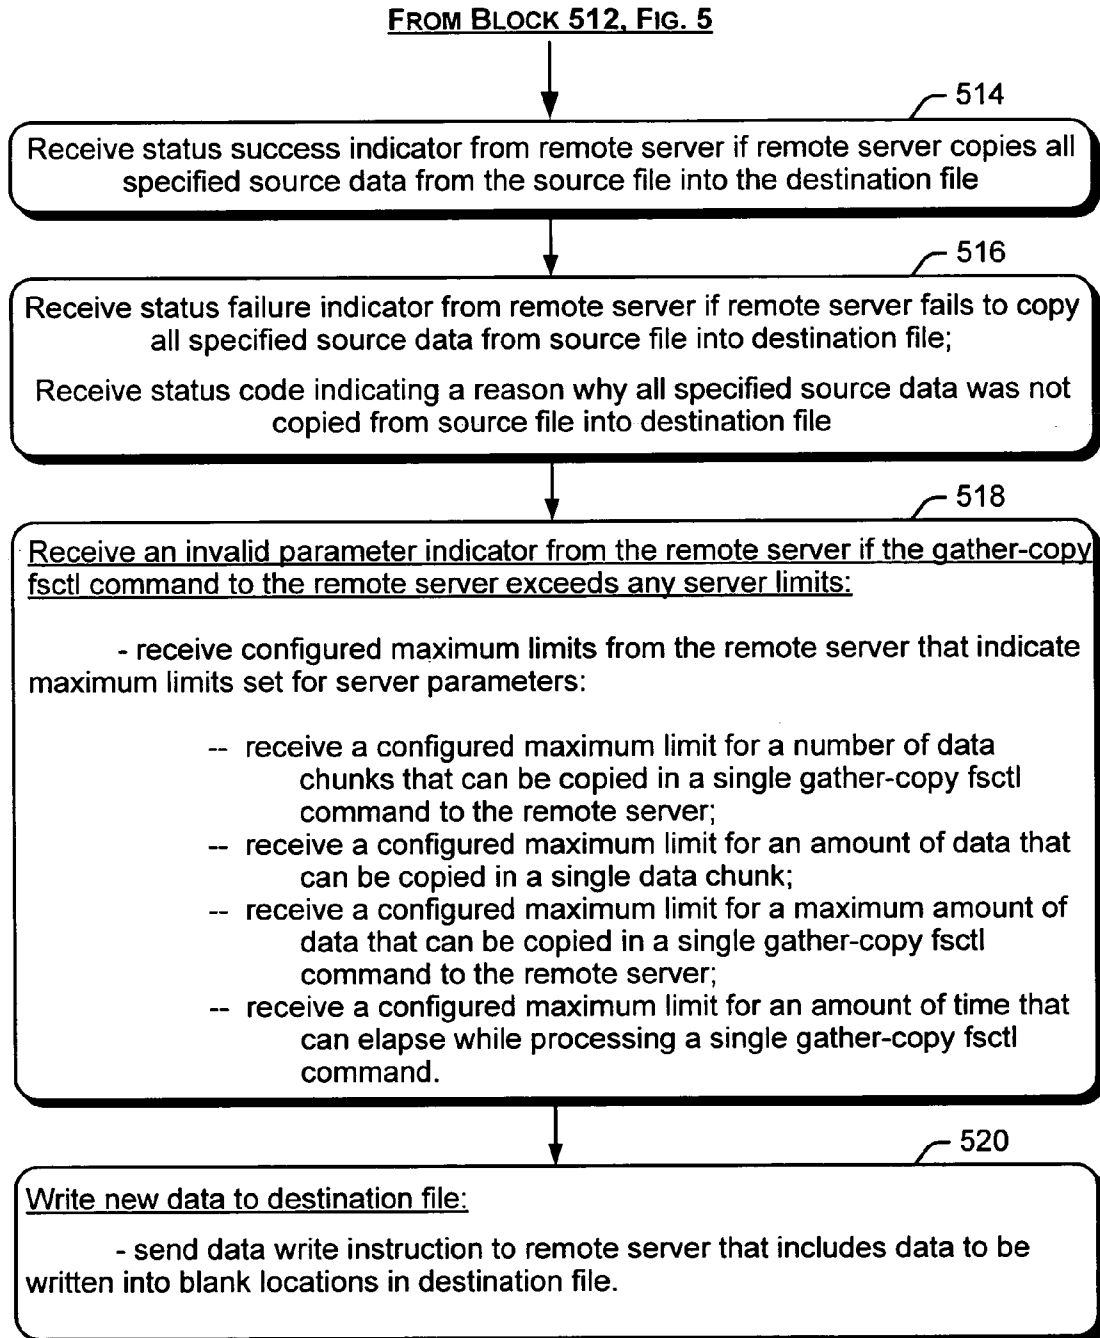 FROM BLOCK 512, FIG. 5
514
Receive status success indicator from remote server if remote server copies all
specified source data from the source file into the destination file
516
Receive status failure indicator from remote server if remote server fails to copy
all specified source data from source file into destination file;
Receive status code indicating a reason why all specified source data was not
copied from source file into destination file
518
Receive an invalid parameter indicator from the remote server if the gather-copy
fsctl command to the remote server exceeds any server limits:
- receive configured maximum limits from the remote server that indicate
maximum limits set for server parameters:
-- receive a configured maximum limit for a number of data
chunks that can be copied in a single gather-copy fsctl
command to the remote server;
-- receive a configured maximum limit for an amount of data that
can be copied in a single data chunk;
-- receive a configured maximum limit for a maximum amount of
data that can be copied in a single gather-copy fsctl
command to the remote server;
-- receive a configured maximum limit for an amount of time that
can elapse while processing a single gather-copy fsctl
command.
520
Write new data to destination file:
- send data write instruction to remote server that includes data to be
written into blank locations in destination file.